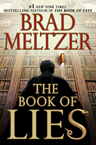 #1 NEW YORK TIMES
BESTSELLING AUTHOR OF THE BOOK OF FATE
BRAD
MELTZER
THE BOOK OF
LIES